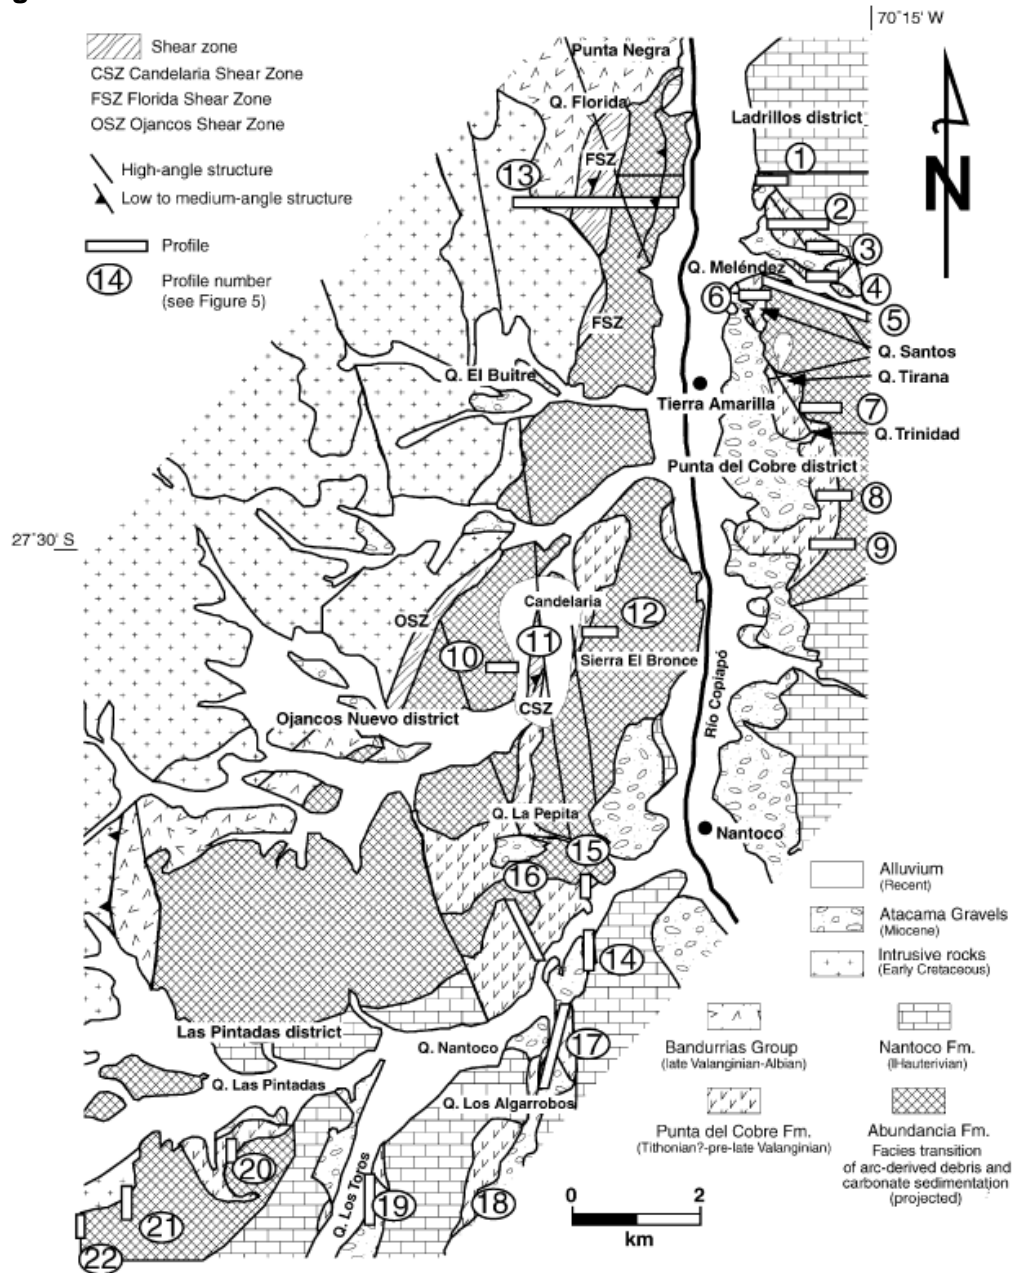 70°15' W
Shear zone
CSZ Candelaria Shear Zone
FSZ Florida Shear Zone
OSZ Ojancos Shear Zone
High-angle structure
Low to medium-angle structure
Profile
14
Profile number
(see Figure 5)
Punta Negra
Q. Florida
FSZ
13
Ladrillos district
1
N
2
3
Q. Meléndez
4
6
5
FSZ
Q. Santos
Q. El Buitre
Q. Tirana
Tierra Amarilla
7
Q. Trinidad
Punta del Cobre district
8
27°30' S
9
Candelaria
OSZ
12
11
10
Sierra El Bronce
CSZ
Río Copiapó
Ojancos Nuevo district
Q. La Pepita
Nantoco
15
16
Alluvium
(Recent)
Atacama Gravels
(Miocene)
14
Intrusive rocks
(Early Cretaceous)
Las Pintadas district
Q. Nantoco
17
Bandurrias Group
(late Valanginian-Albian)
Nantoco Fm.
(lHauterivian)
Q. Las Pintadas
Q. Los Algarrobos
Punta del Cobre Fm.
(Tithonian?-pre-late Valanginian)
Abundancia Fm.
Facies transition
of arc-derived debris and
carbonate sedimentation
(projected)
20
Q. Los Toros
19
18
21
22
0 2
km